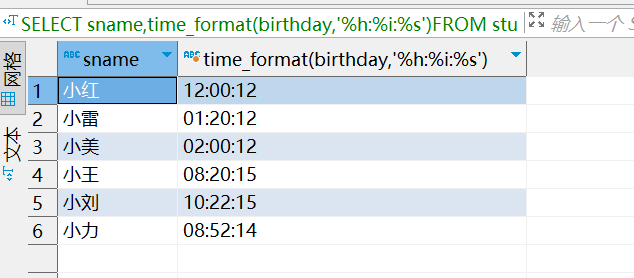 SELECT sname,time_format(birthday,'%h:%i:%s')FROM stu 输入一个 S
网格
文本
ABC sname ABC time_format(birthday,'%h:%i:%s')
1 小红 12:00:12
2 小雷 01:20:12
3 小美 02:00:12
4 小王 08:20:15
5 小刘 10:22:15
6 小力 08:52:14